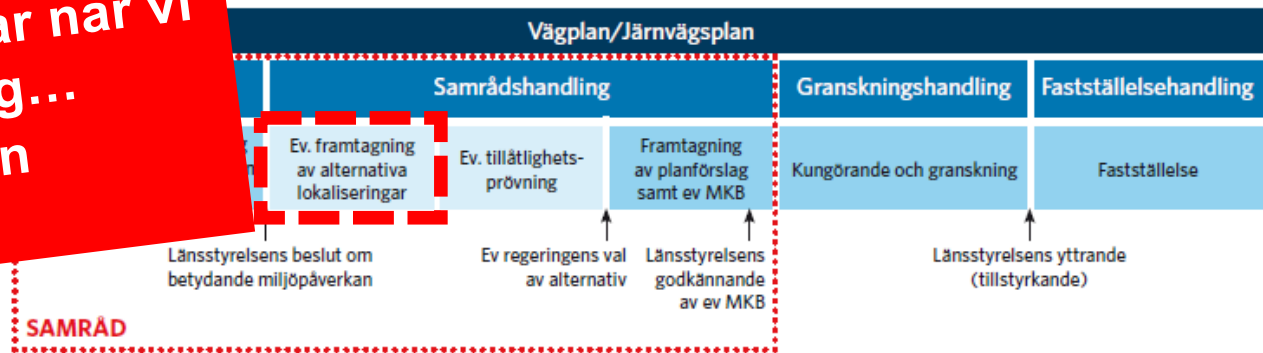 ar när vi
g...
n
Vägplan/Järnvägsplan
Samrådshandling
Granskningshandling
Fastställelsehandling
Ev. framtagning
av alternativa
lokaliseringar
Ev. tillåtlighets-
prövning
Framtagning
av planförslag
samt ev MKB
Kungörande och granskning
Fastställelse
Länsstyrelsens beslut om
betydande miljöpåverkan
Ev regeringens val
av alternativ
Länsstyrelsens
godkännande
av ev MKB
Länsstyrelsens yttrande
(tillstyrkande)
SAMRÅD